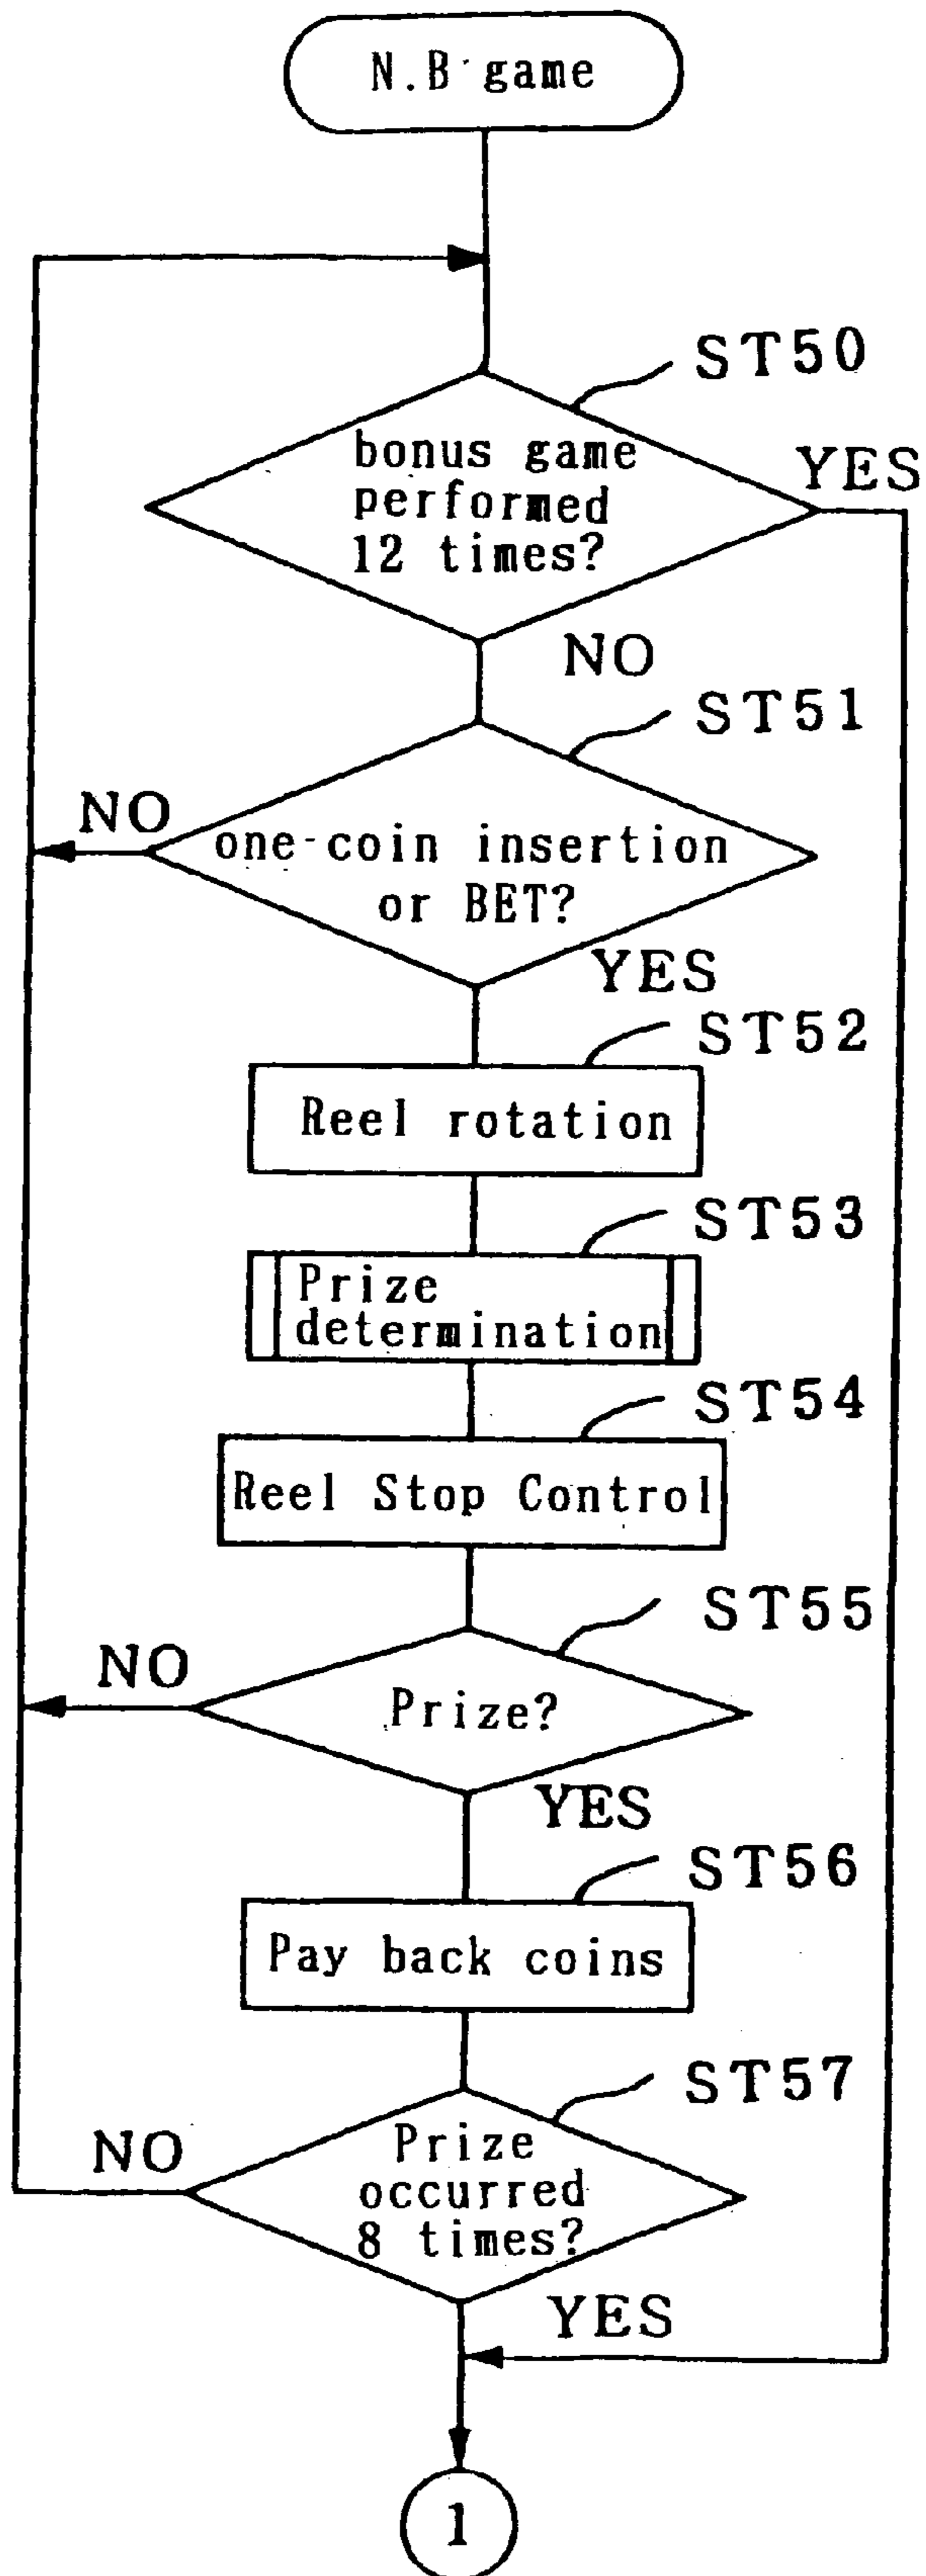 N.B game
ST50
bonus game
performed
12 times?
YES
NO
ST51
NO
one-coin insertion
or BET?
YES
ST52
Reel rotation
ST53
Prize
determination
ST54
Reel Stop Control
ST55
NO
Prize?
YES
ST56
Pay back coins
ST57
NO
Prize
occurred
8 times?
YES
1